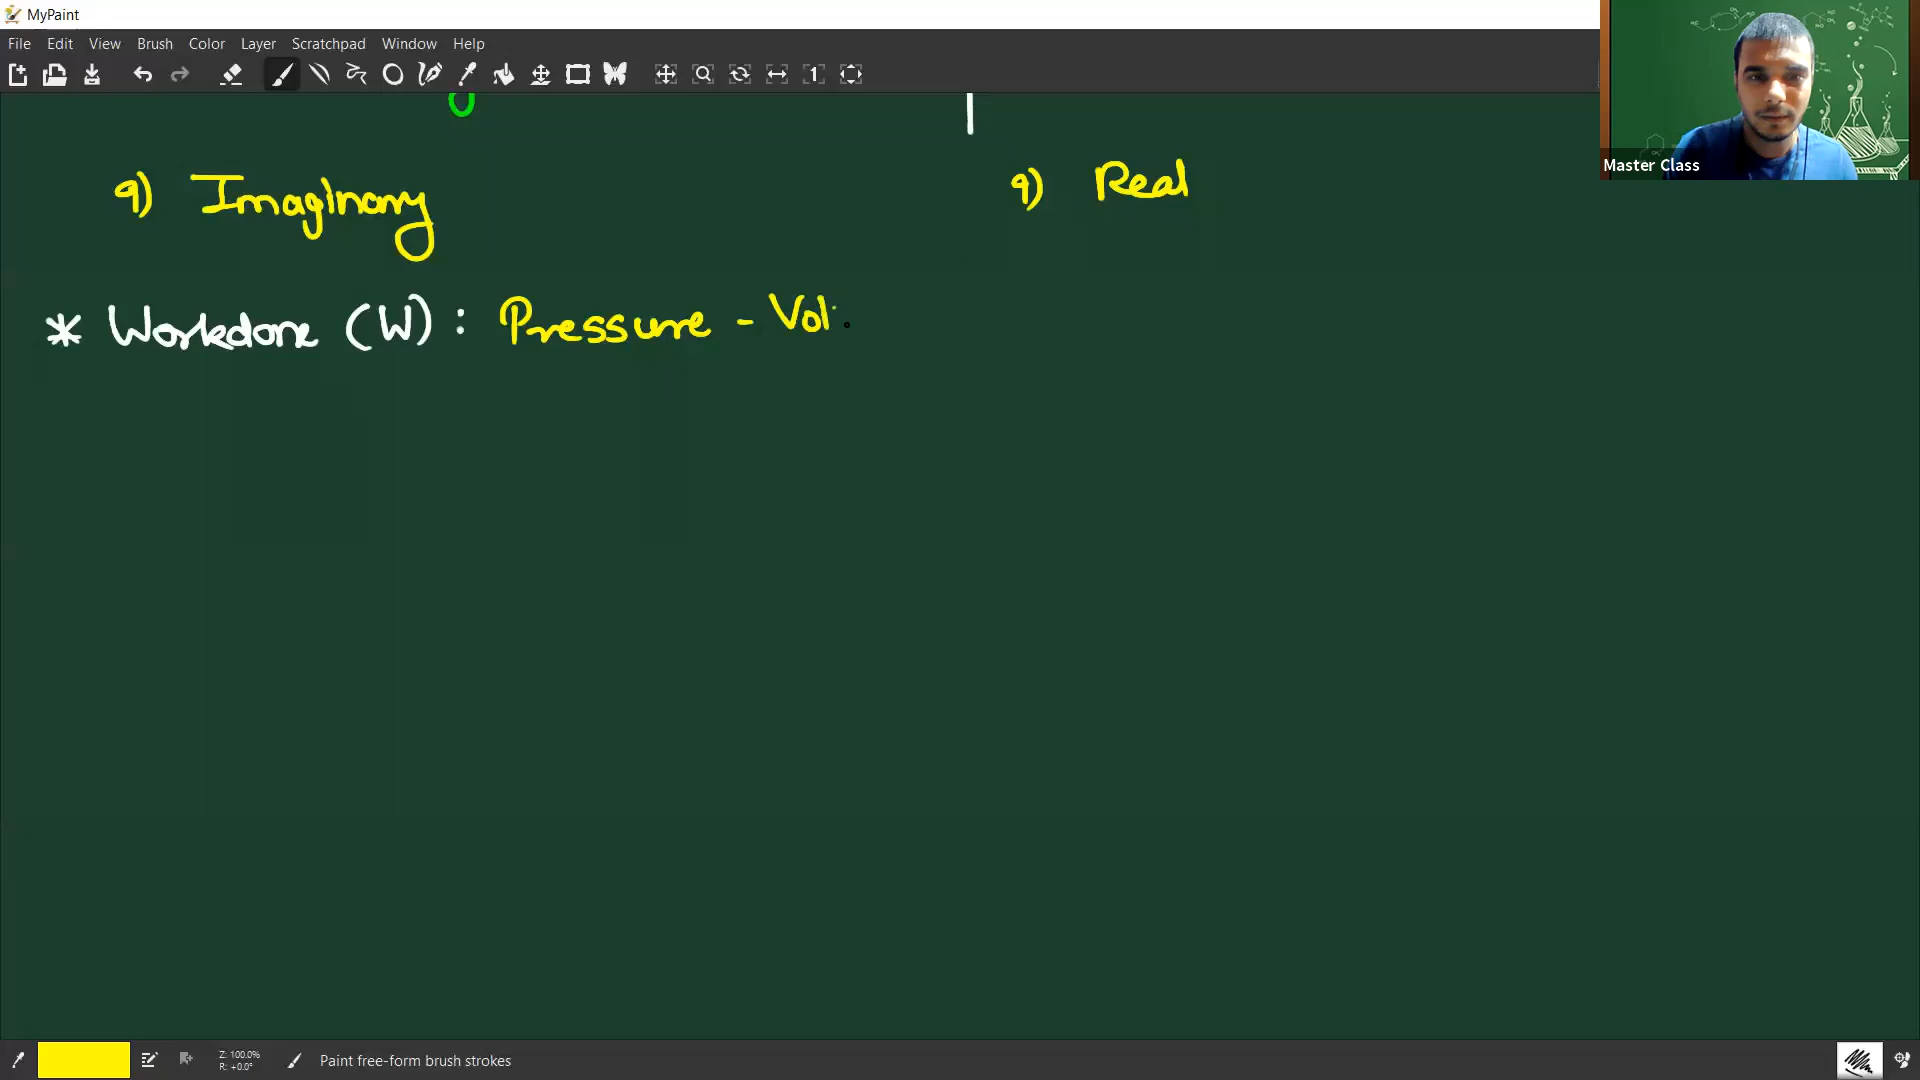 MyPaint
File Edit View Brush Color Layer Scratchpad Window Help
9) Imaginary
9) Real
* Workdone (W) : Pressure - Vol
Master Class
Z: 100.0%
R: +0.0°
Paint free-form brush strokes